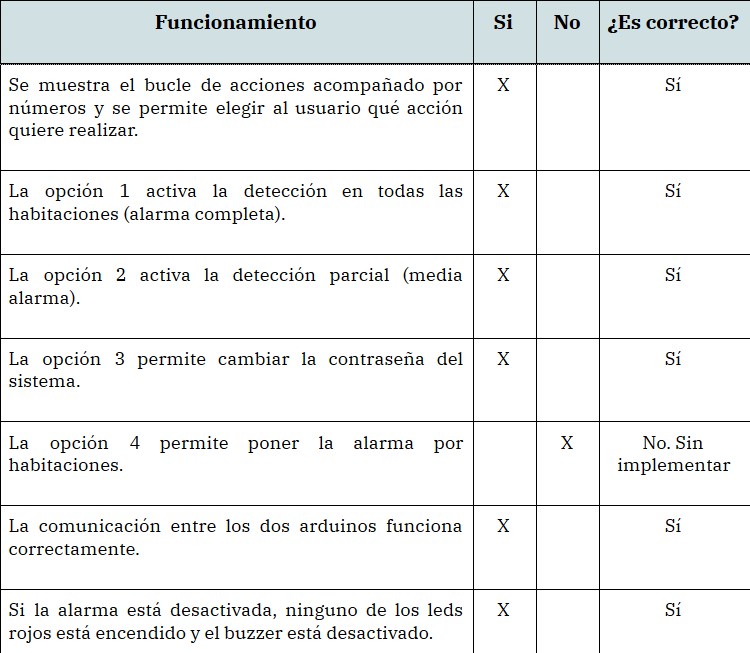 Funcionamiento Si No ¿Es correcto?
Se muestra el bucle de acciones acompañado por
números y se permite elegir al usuario qué acción
quiere realizar.
X Sí
La opción 1 activa la detección en todas las
habitaciones (alarma completa).
X Sí
La opción 2 activa la detección parcial (media
alarma).
X Sí
La opción 3 permite cambiar la contraseña del
sistema.
X Sí
La opción 4 permite poner la alarma por
habitaciones.
X No. Sin
implementar
La comunicación entre los dos arduinos funciona
correctamente.
X Sí
Si la alarma está desactivada, ninguno de los leds
rojos está encendido y el buzzer está desactivado.
X Sí